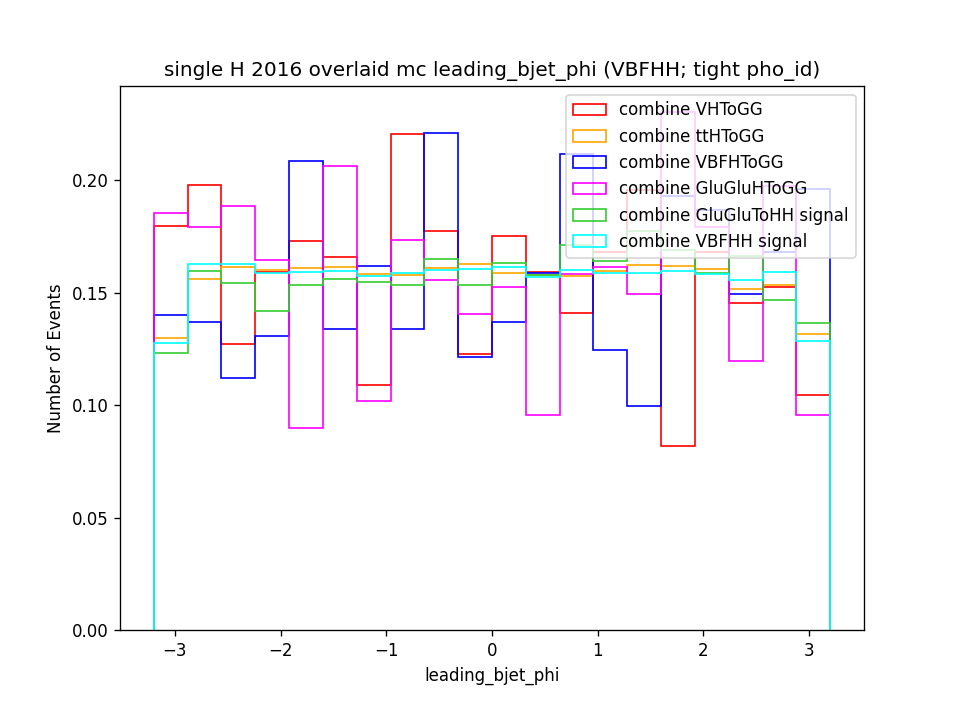 single H 2016 overlaid mc leading_bjet_phi (VBFHH; tight pho_id)
combine VHToGG
combine ttHToGG
combine VBFHToGG
combine GluGluHToGG
combine GluGluToHH signal
combine VBFHH signal
0.20
0.15
0.10
0.05
0.00
Number of Events
−3 −2 −1 0 1 2 3
leading_bjet_phi